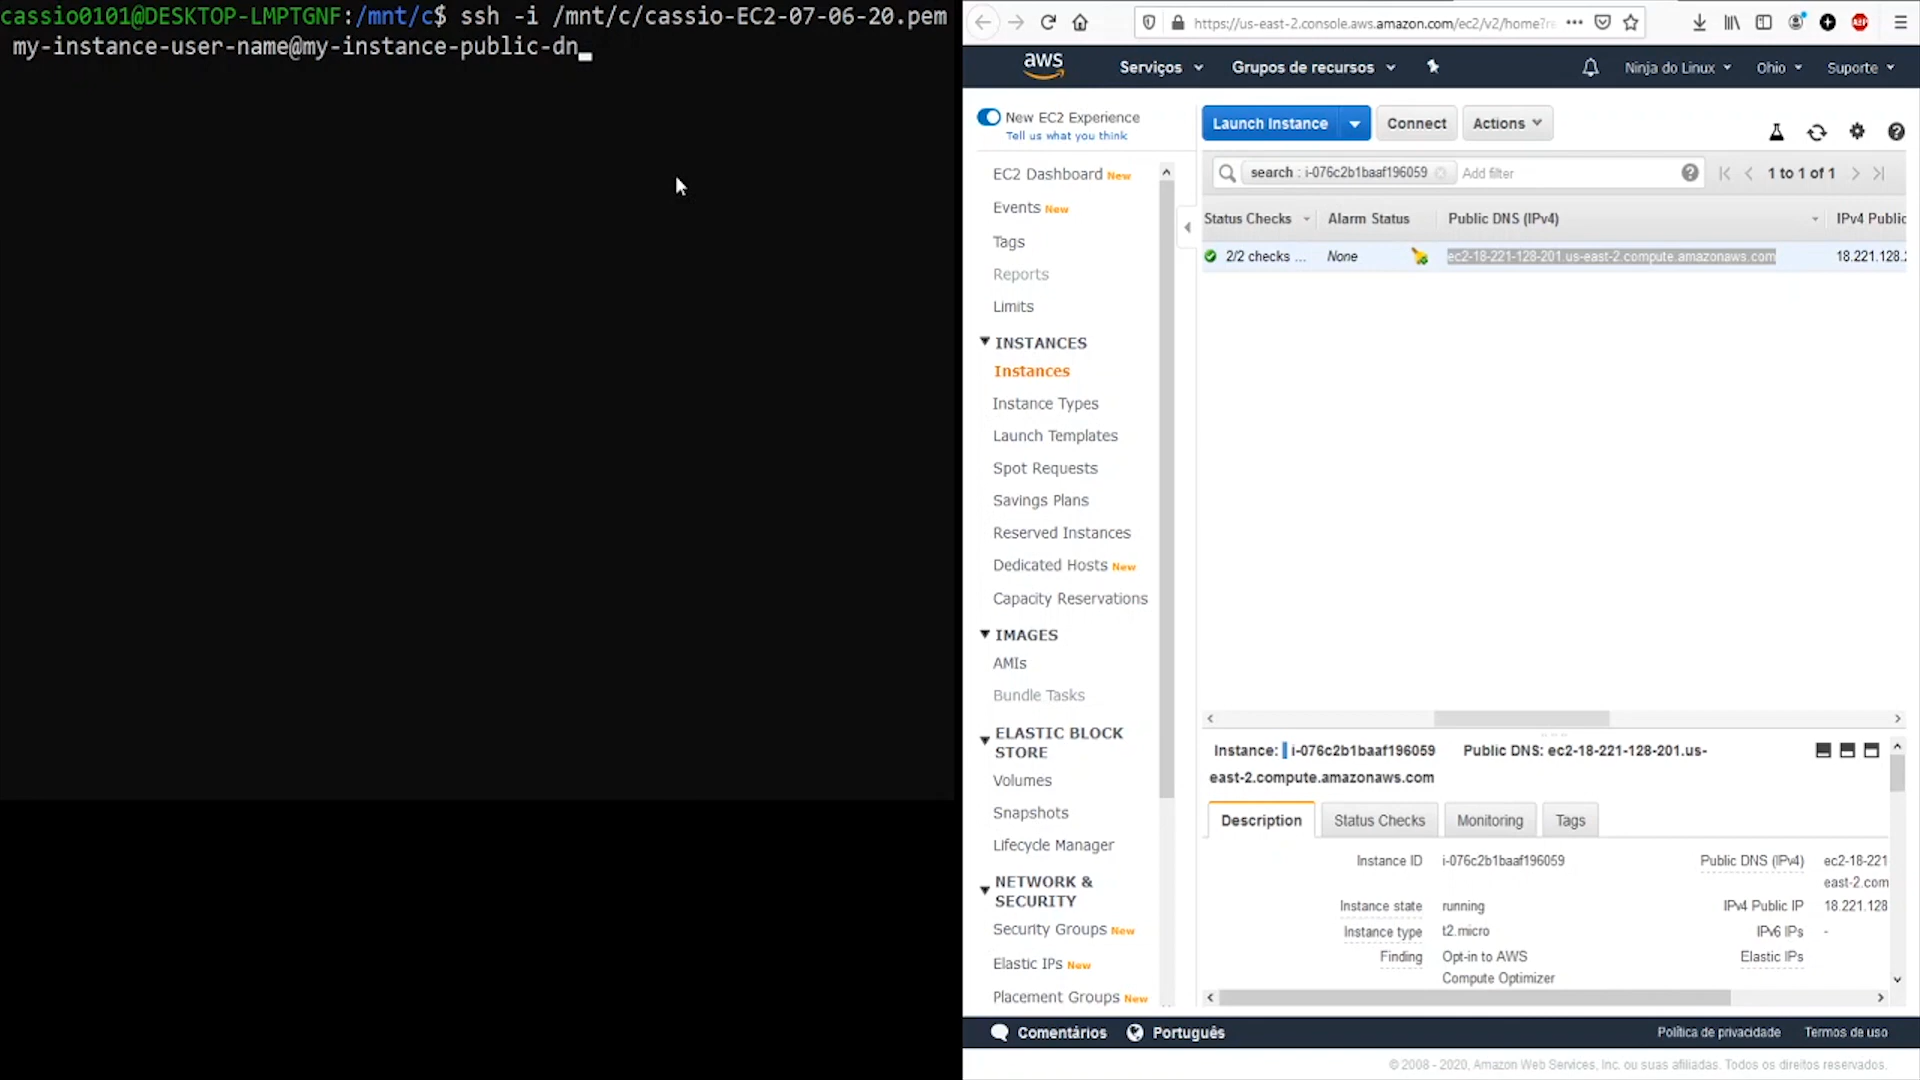 cassio0101@DESKTOP-LMPTGNF:/mnt/c$ ssh -i /mnt/c/cassio-EC2-07-06-20.pem
my-instance-user-name@my-instance-public-dn
https://us-east-2.console.aws.amazon.com/ec2/v2/home?re
aws
Serviços
Grupos de recursos
Ninja do Linux
Ohio
Suporte
New EC2 Experience
Tell us what you think
EC2 Dashboard New
Events New
Tags
Reports
Limits
INSTANCES
Instances
Instance Types
Launch Templates
Spot Requests
Savings Plans
Reserved Instances
Dedicated Hosts New
Capacity Reservations
IMAGES
AMIs
Bundle Tasks
ELASTIC BLOCK
STORE
Volumes
Snapshots
Lifecycle Manager
NETWORK &
SECURITY
Security Groups New
Elastic IPs New
Placement Groups New
Launch Instance
Connect
Actions
search : i-076c2b1baaf196059
Add filter
1 to 1 of 1
Status Checks
Alarm Status
Public DNS (IPv4)
IPv4 Public
2/2 checks ...
None
ec2-18-221-128-201.us-east-2.compute.amazonaws.com
18.221.128.
Instance: i-076c2b1baaf196059 Public DNS: ec2-18-221-128-201.us-
east-2.compute.amazonaws.com
Description
Status Checks
Monitoring
Tags
Instance ID i-076c2b1baaf196059
Public DNS (IPv4) ec2-18-221
east-2.com
Instance state running
IPv4 Public IP 18.221.128
Instance type t2.micro
IPv6 IPs -
Finding Opt-in to AWS
Compute Optimizer
Elastic IPs
Comentários
Português
Política de privacidade
Termos de uso
© 2008 - 2020, Amazon Web Services, Inc. ou suas afiliadas. Todos os direitos reservados.